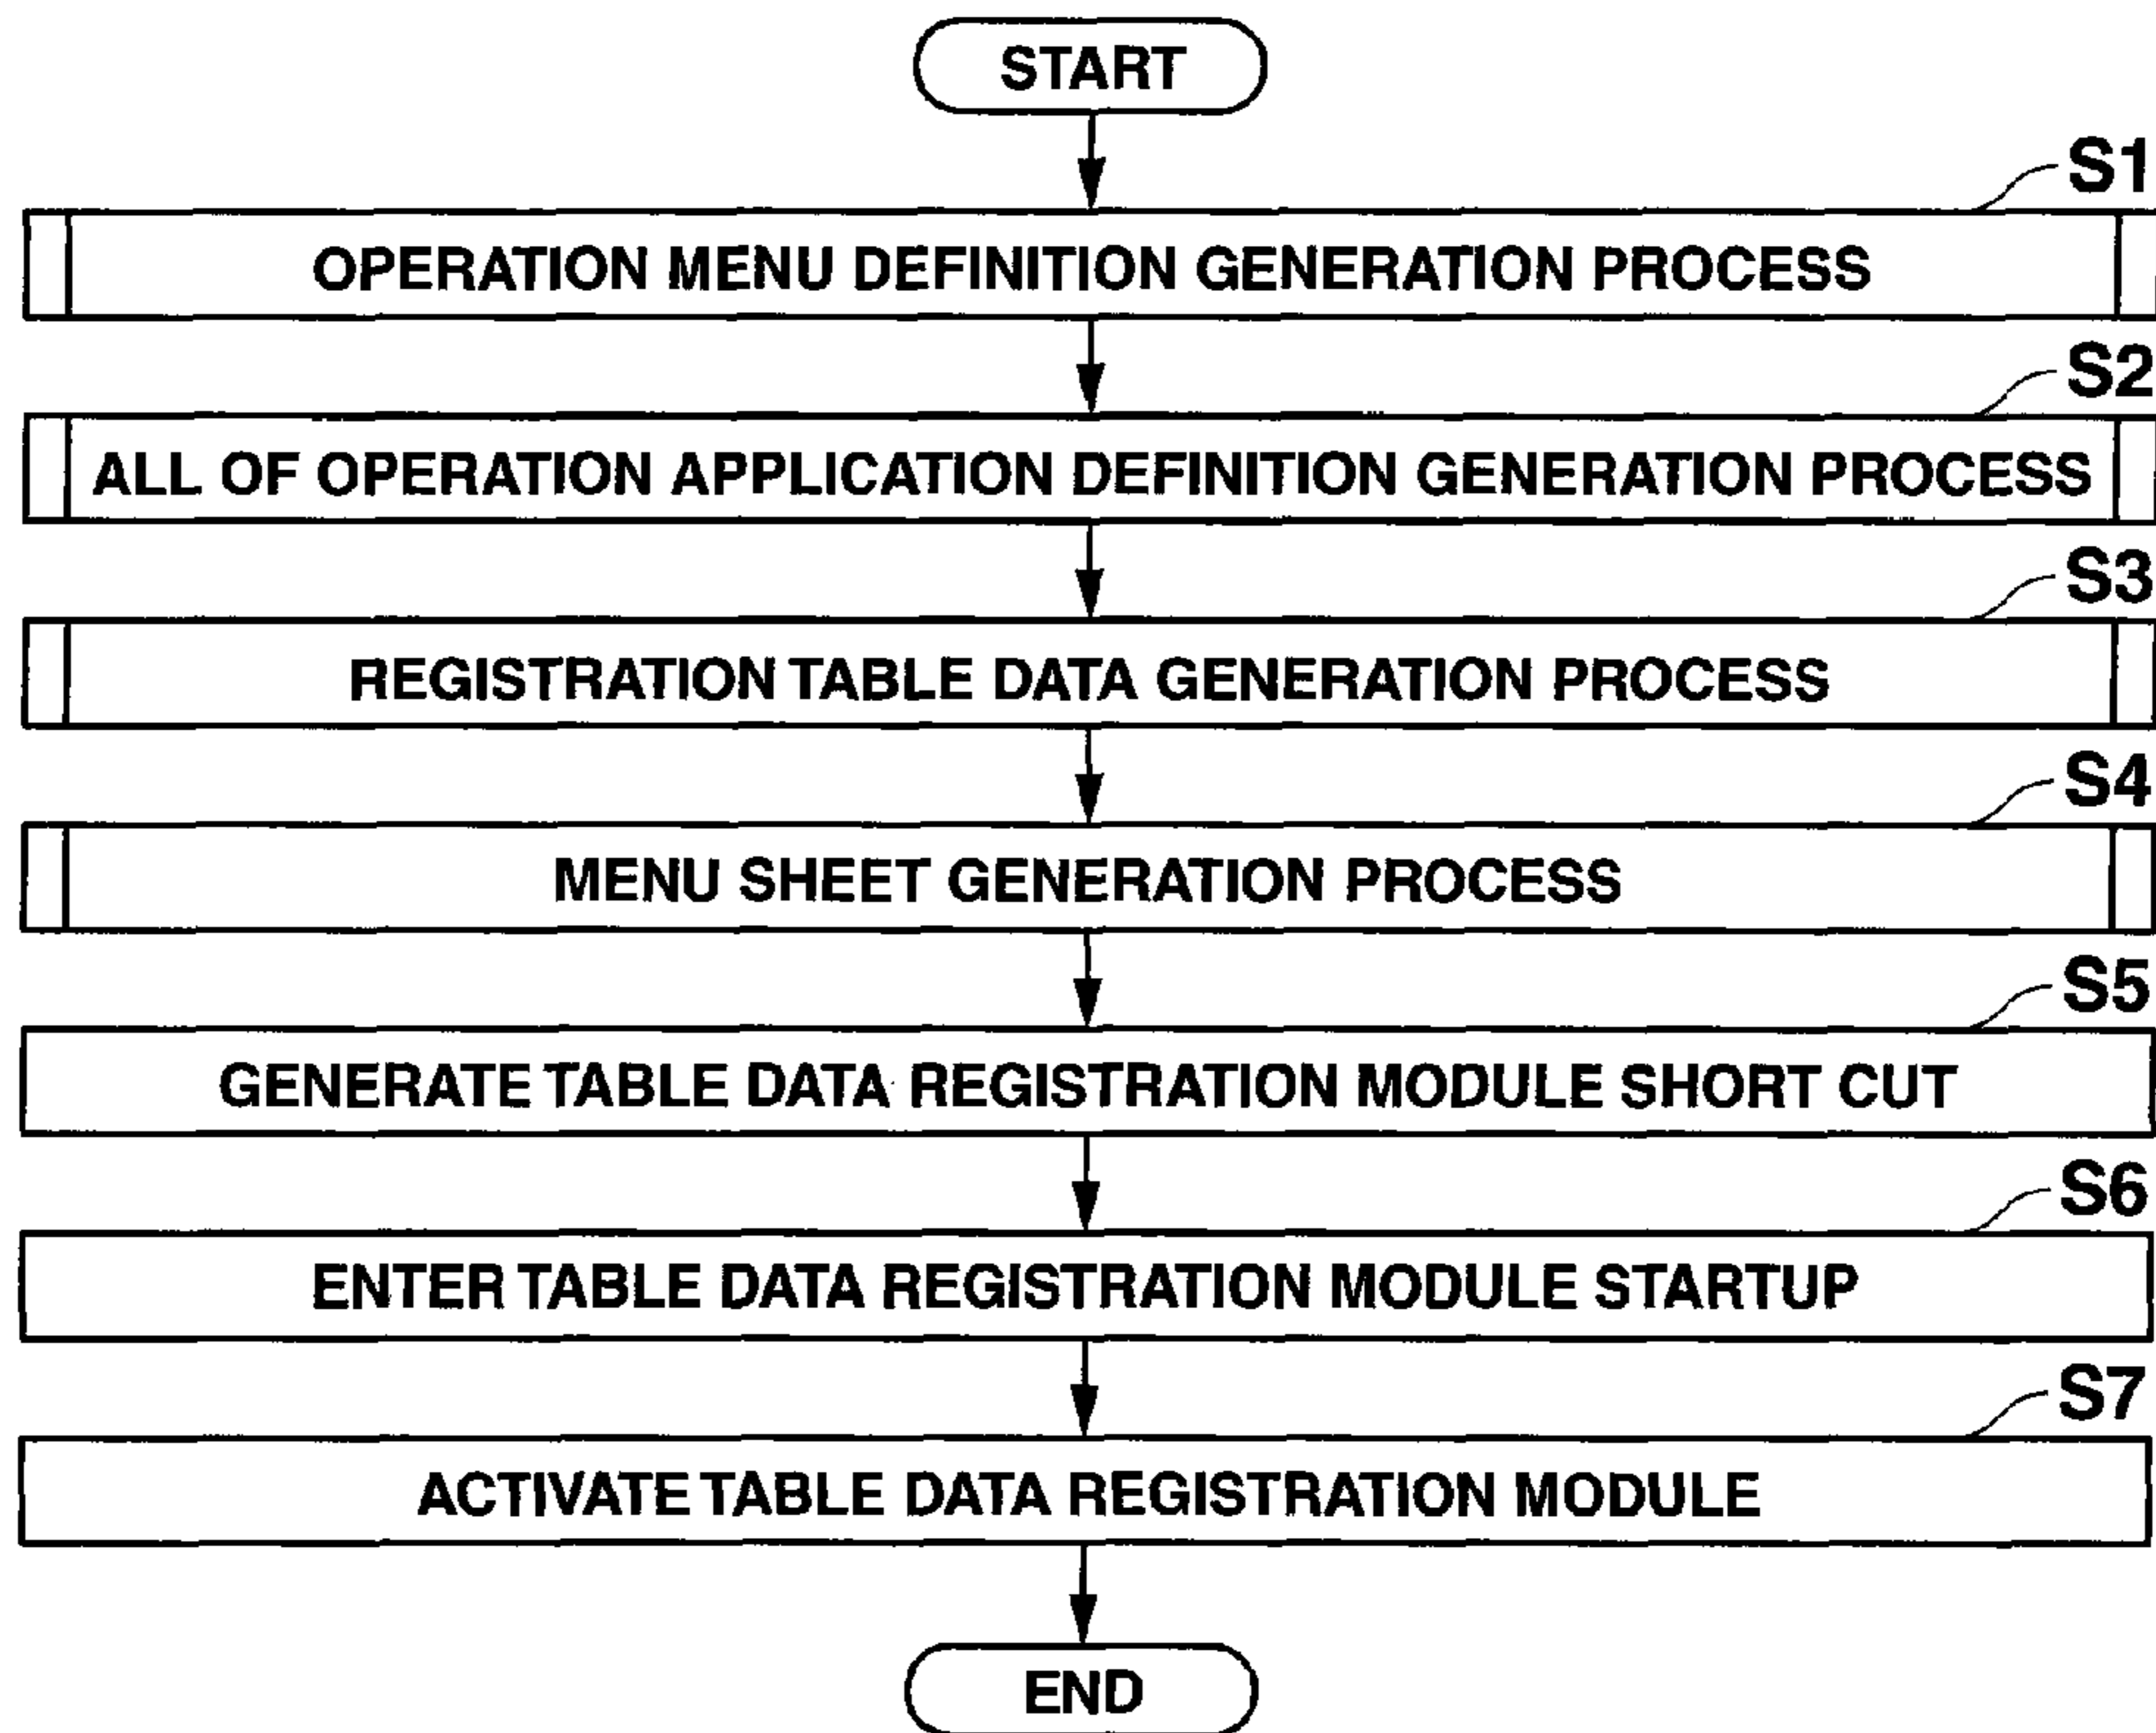 START
S1
OPERATION MENU DEFINITION GENERATION PROCESS
S2
ALL OF OPERATION APPLICATION DEFINITION GENERATION PROCESS
S3
REGISTRATION TABLE DATA GENERATION PROCESS
S4
MENU SHEET GENERATION PROCESS
S5
GENERATE TABLE DATA REGISTRATION MODULE SHORT CUT
S6
ENTER TABLE DATA REGISTRATION MODULE STARTUP
S7
ACTIVATE TABLE DATA REGISTRATION MODULE
END